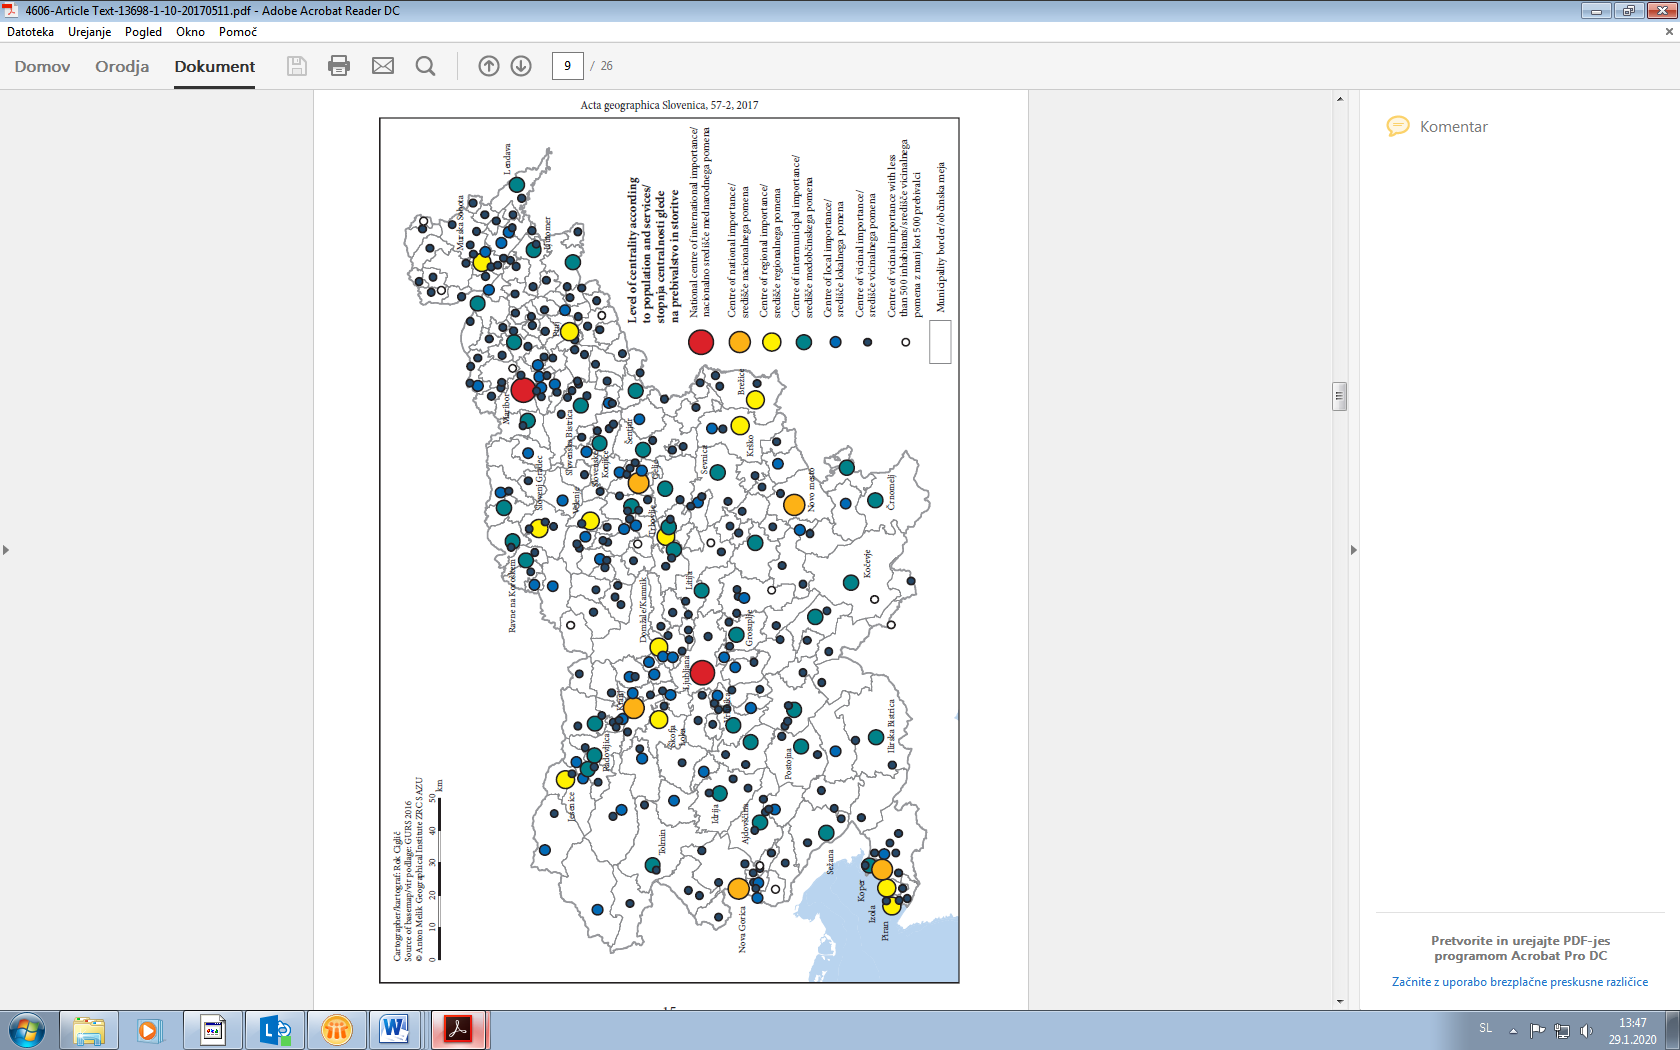 4606-Article Text-13698-1-10-20170511.pdf - Adobe Acrobat Reader DC
Datoteka Urejanje Pogled Okno Pomoč
Domov Orodja Dokument 9 / 26
Komentar
Acta geographica Slovenica, 57-2, 2017
Level of centrality according
to population and services/
stopnja centralnosti glede
na prebivalstvo in storitve
National centre of international importance/
nacionalno središče mednarodnega pomena
Centre of national importance/
središče nacionalnega pomena
Centre of regional importance/
središče regionalnega pomena
Centre of intermunicipal importance/
središče medobčinskega pomena
Centre of local importance/
središče lokalnega pomena
Centre of vicinal importance/
središče vicinalnega pomena
Centre of vicinal importance with less
than 500 inhabitants/središče vicinalnega
pomena z manj kot 500 prebivalci
Municipality border/občinska meja
Lendava
Murska Sobota
Ljutomer
Ptuj
Maribor
Slovenska Bistrica
Slovenske
Konjice
Šentjur
Celje
Slovenj Gradec
Velenje
Ravne na Koroškem
Trbovlje
Sevnica
Brežice
Krško
Novo mesto
Črnomelj
Kočevje
Litija
Domžale/Kamnik
Grosuplje
Ljubljana
Vrhnika
Kranj
Škofja
Loka
Radovljica
Jesenice
Postojna
Ilirska Bistrica
Idrija
Ajdovščina
Tolmin
Sežana
Nova Gorica
Koper
Izola
Piran
Cartographer/kartograf: Rok Ciglič
Source of basemap/vir podlage: GURS 2016
© Anton Melik Geographical Institute ZRC SAZU
0 10 20 30 40 50 km
15
Pretvorite in urejajte PDF-jes
programom Acrobat Pro DC
Začnite z uporabo brezplačne preskusne različice
SL
13:47
29.1.2020